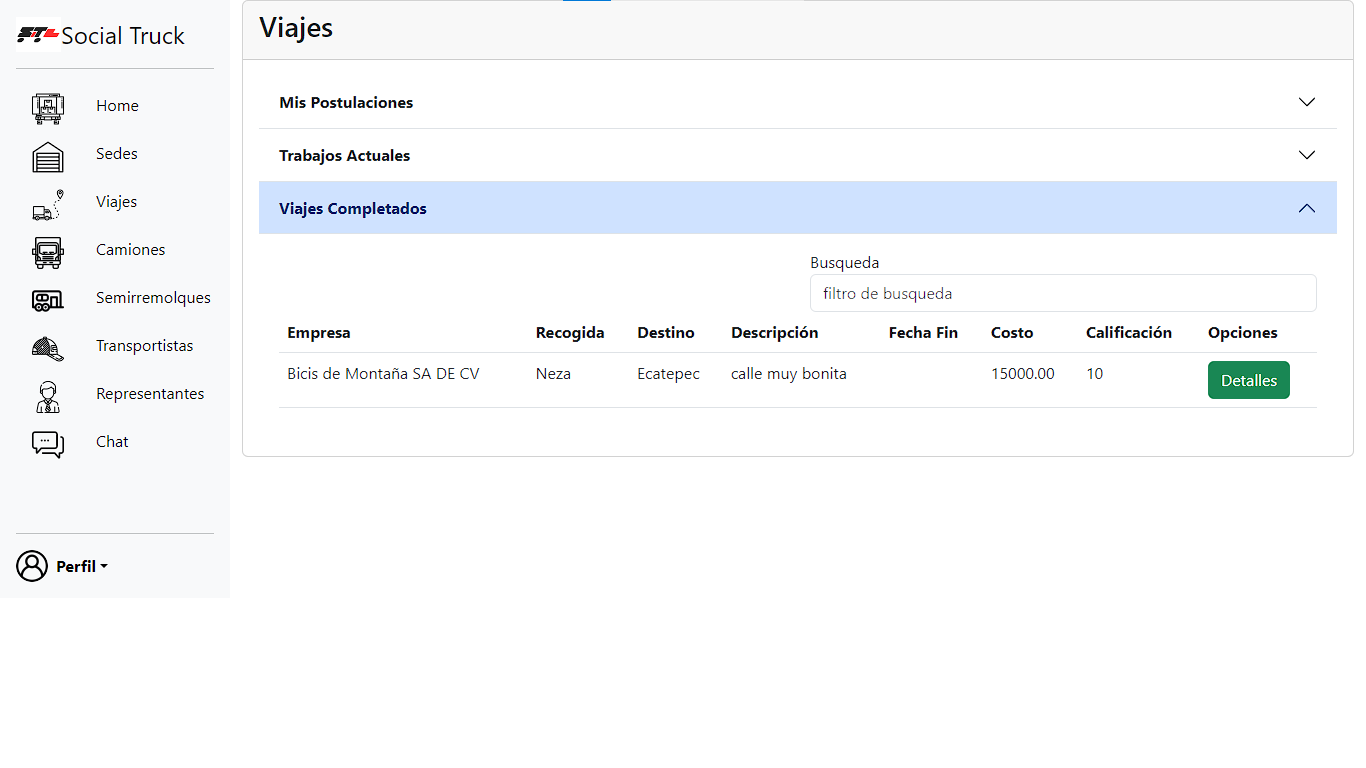 STL Social Truck
Home
Sedes
Viajes
Camiones
Semirremolques
Transportistas
Representantes
Chat
Perfil
Viajes
Mis Postulaciones
Trabajos Actuales
Viajes Completados
Busqueda
filtro de busqueda
Empresa Recogida Destino Descripción Fecha Fin Costo Calificación Opciones
Bicis de Montaña SA DE CV Neza Ecatepec calle muy bonita 15000.00 10 Detalles